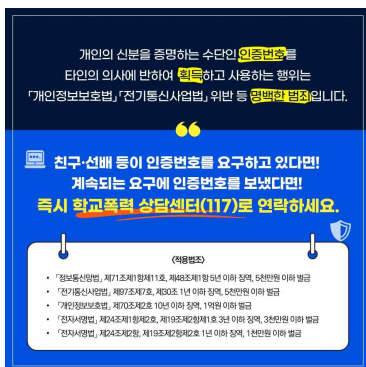 개인의 신분을 증명하는 수단인 인증번호를
타인의 의사에 반하여 획득하고 사용하는 행위는
「개인정보보호법」「전기통신사업법」 위반 등 명백한 범죄입니다.
친구·선배 등이 인증번호를 요구하고 있다면!
계속되는 요구에 인증번호를 보냈다면!
즉시 학교폭력 상담센터(117)로 연락하세요.
<적용법조>
• 「정보통신망법」 제71조제1항제11호, 제48조제1항 5년 이하 징역, 5천만원 이하 벌금
• 「전기통신사업법」 제97조제7호, 제30조 1년 이하 징역, 5천만원 이하 벌금
• 「개인정보보호법」 제70조제2호 10년 이하 징역, 1억원 이하 벌금
• 「전자서명법」 제24조제1항제2호, 제19조제2항제1호 3년 이하 징역, 3천만원 이하 벌금
• 「전자서명법」 제24조제2항, 제19조제2항제2호 1년 이하 징역, 1천만원 이하 벌금